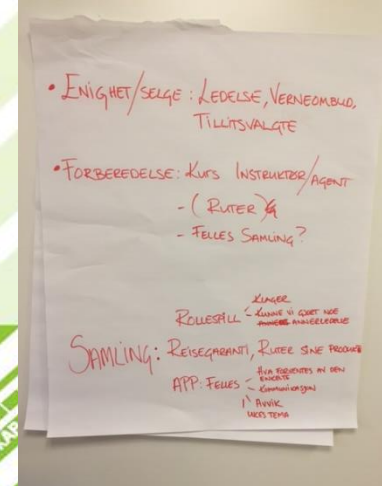 • ENIGHET/SELGE: LEDELSE, VERNEOMBUD,
TILLITSVALGTE
• FORBEREDELSE: KURS INSTRUKTØR/AGENT
- (RUTER)
- FELLES SAMLING?
KLAGER
ROLLESPILL - KUNNE VI GJORT NOE
ANNERLEDENE
SAMLING: REISEGARANTI, RUTER SINE PRODUKTER
HVA FORVENTES AV DEN
ENKELTE
APP: FELLES - KOMMUNIKASJON
AVVIK
UKES TEMA